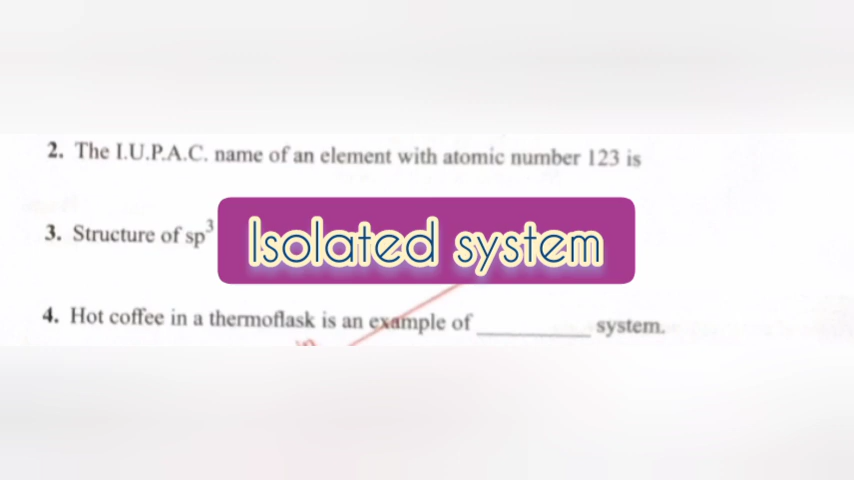 2. The I.U.P.A.C. name of an element with atomic number 123 is
3. Structure of sp³
Isolated system
4. Hot coffee in a thermoflask is an example of __________ system.